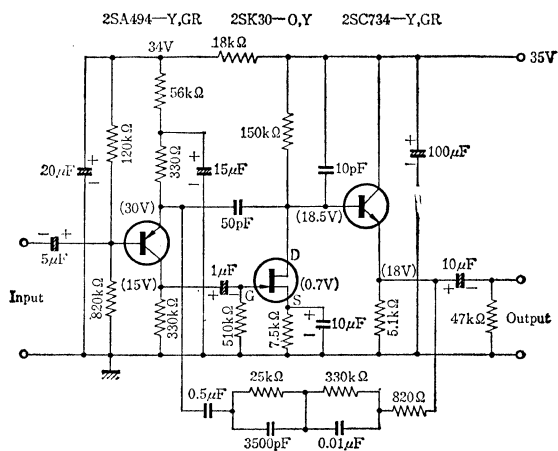 2SA494—Y,GR 2SK30—O,Y 2SC734—Y,GR
34V
18kΩ
35V
56kΩ
120kΩ
20μF
+
−
330Ω
+
15μF
−
150kΩ
10pF
+
100μF
−
(30V)
50pF
(18.5V)
− +
5μF
D
(15V)
1μF
+ −
G
(0.7V)
S
(18V)
10μF
+ −
Input
820kΩ
330kΩ
510kΩ
7.5kΩ
+
10μF
−
5.1kΩ
47kΩ
Output
0.5μF
25kΩ
330kΩ
820Ω
3500pF
0.01μF